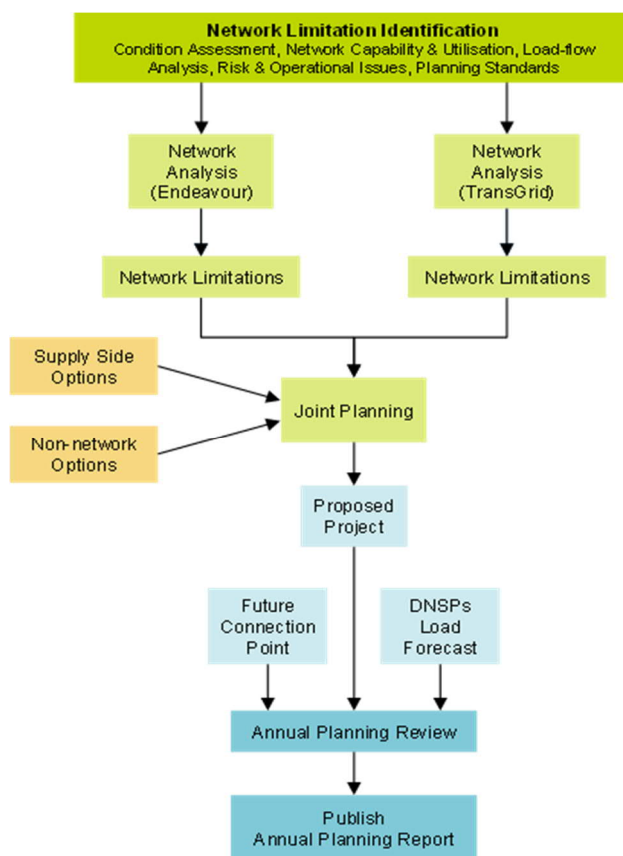 Network Limitation Identification
Condition Assessment, Network Capability & Utilisation, Load-flow
Analysis, Risk & Operational Issues, Planning Standards
Network
Analysis
(Endeavour)
Network
Analysis
(TransGrid)
Network Limitations
Network Limitations
Supply Side
Options
Joint Planning
Non-network
Options
Proposed
Project
Future
Connection
Point
DNSPs
Load
Forecast
Annual Planning Review
Publish
Annual Planning Report